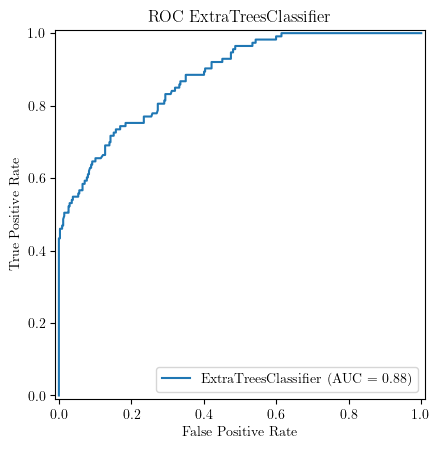 ROC ExtraTreesClassifier
1.0
0.8
0.6
0.4
0.2
0.0
True Positive Rate
ExtraTreesClassifier (AUC = 0.88)
0.0 0.2 0.4 0.6 0.8 1.0
False Positive Rate